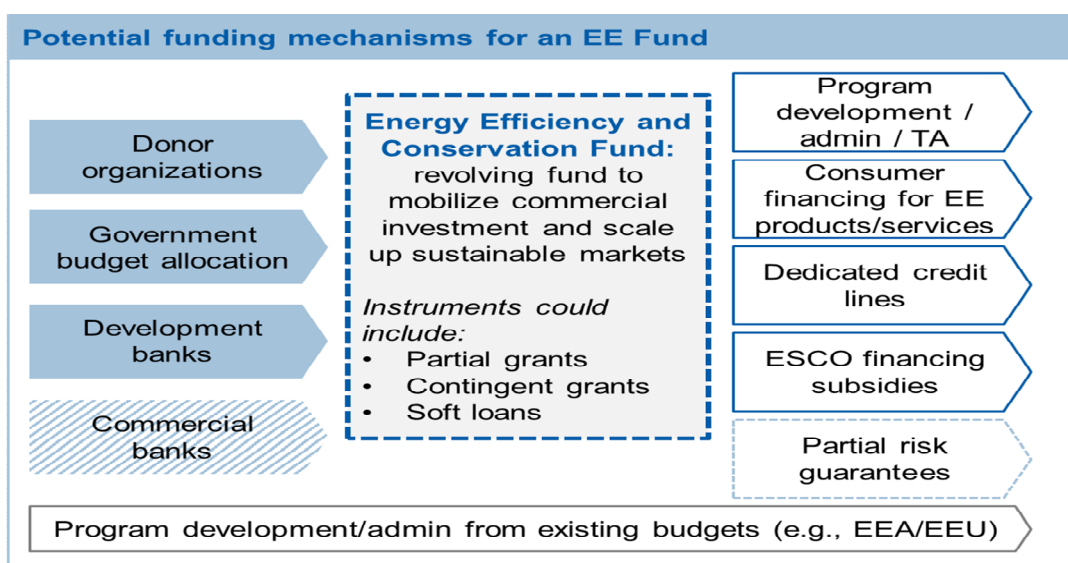 Potential funding mechanisms for an EE Fund
Donor
organizations
Government
budget allocation
Development
banks
Commercial
banks
Energy Efficiency and
Conservation Fund:
revolving fund to
mobilize commercial
investment and scale
up sustainable markets
Instruments could
include:
• Partial grants
• Contingent grants
• Soft loans
Program
development /
admin / TA
Consumer
financing for EE
products/services
Dedicated credit
lines
ESCO financing
subsidies
Partial risk
guarantees
Program development/admin from existing budgets (e.g., EEA/EEU)